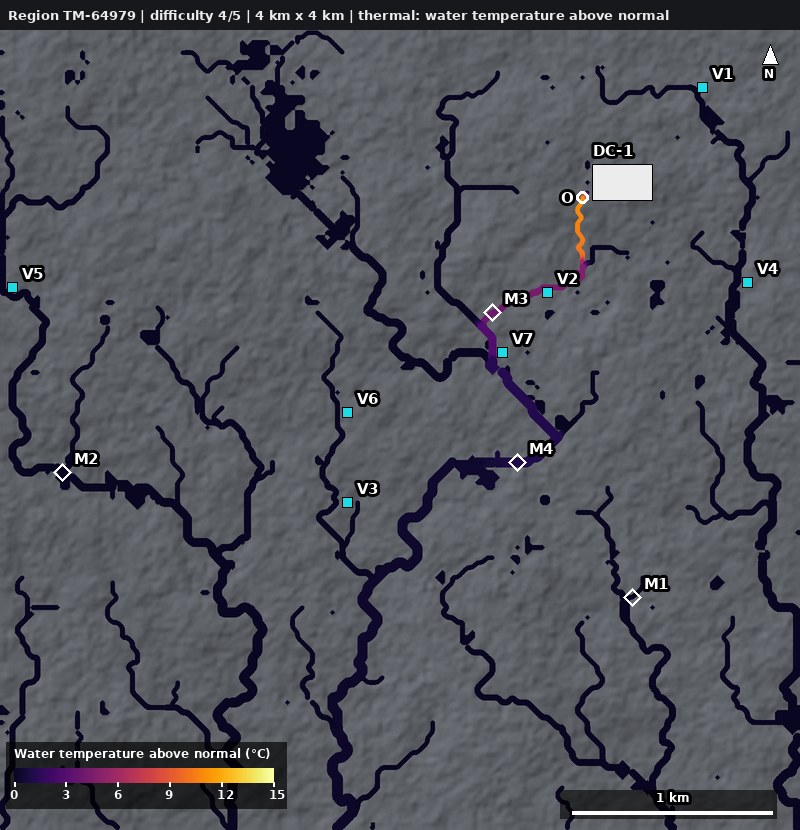 Region TM-64979 | difficulty 4/5 | 4 km x 4 km | thermal: water temperature above normal
V1
N
DC-1
O
V5
V2
V4
M3
V7
V6
M4
M2
V3
M1
Water temperature above normal (°C)
0 3 6 9 12 15
1 km